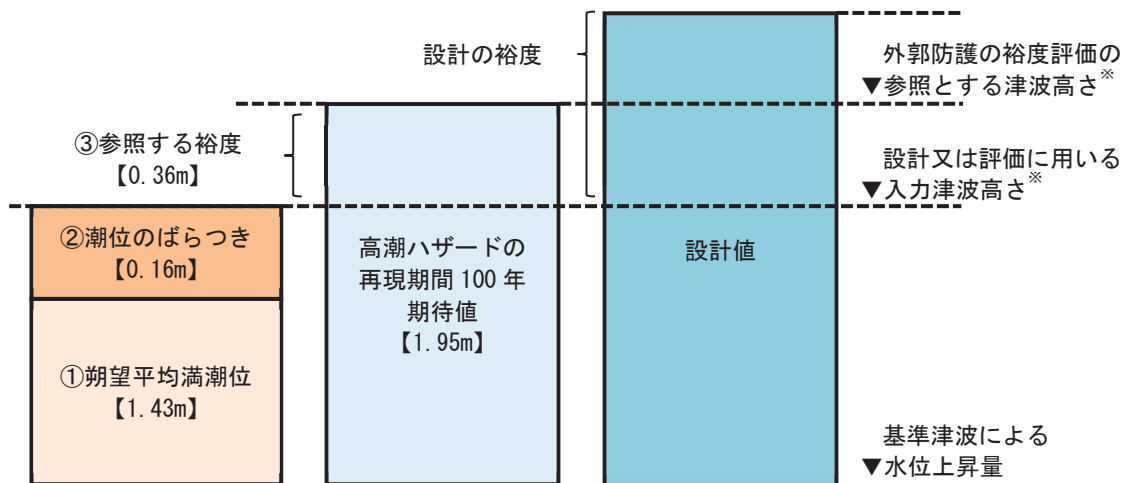 設計の裕度
外郭防護の裕度評価の
▼参照とする津波高さ※
③参照する裕度
【0.36m】
設計又は評価に用いる
▼入力津波高さ※
②潮位のばらつき
【0.16m】
高潮ハザードの
再現期間 100 年
期待値
【1.95m】
設計値
①朔望平均満潮位
【1.43m】
基準津波による
▼水位上昇量